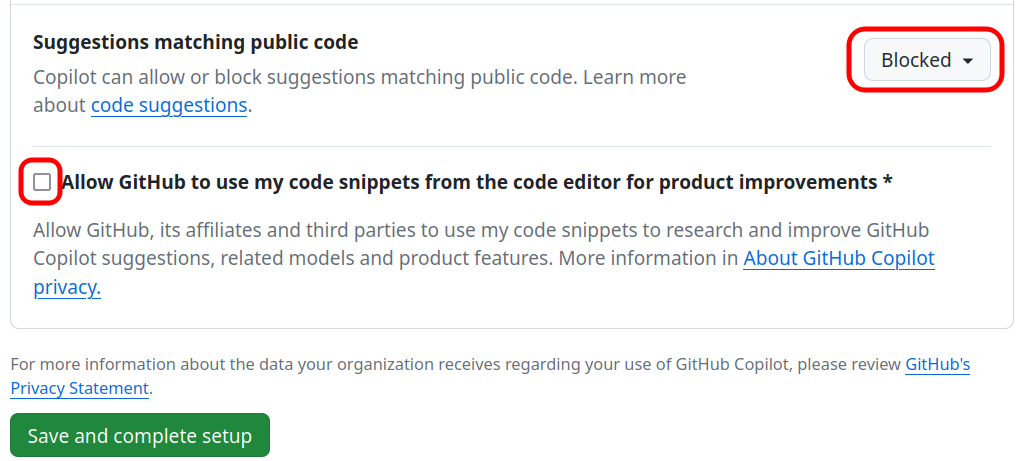 Suggestions matching public code
Blocked
Copilot can allow or block suggestions matching public code. Learn more
about code suggestions.
Allow GitHub to use my code snippets from the code editor for product improvements *
Allow GitHub, its affiliates and third parties to use my code snippets to research and improve GitHub
Copilot suggestions, related models and product features. More information in About GitHub Copilot
privacy.
For more information about the data your organization receives regarding your use of GitHub Copilot, please review GitHub's
Privacy Statement.
Save and complete setup